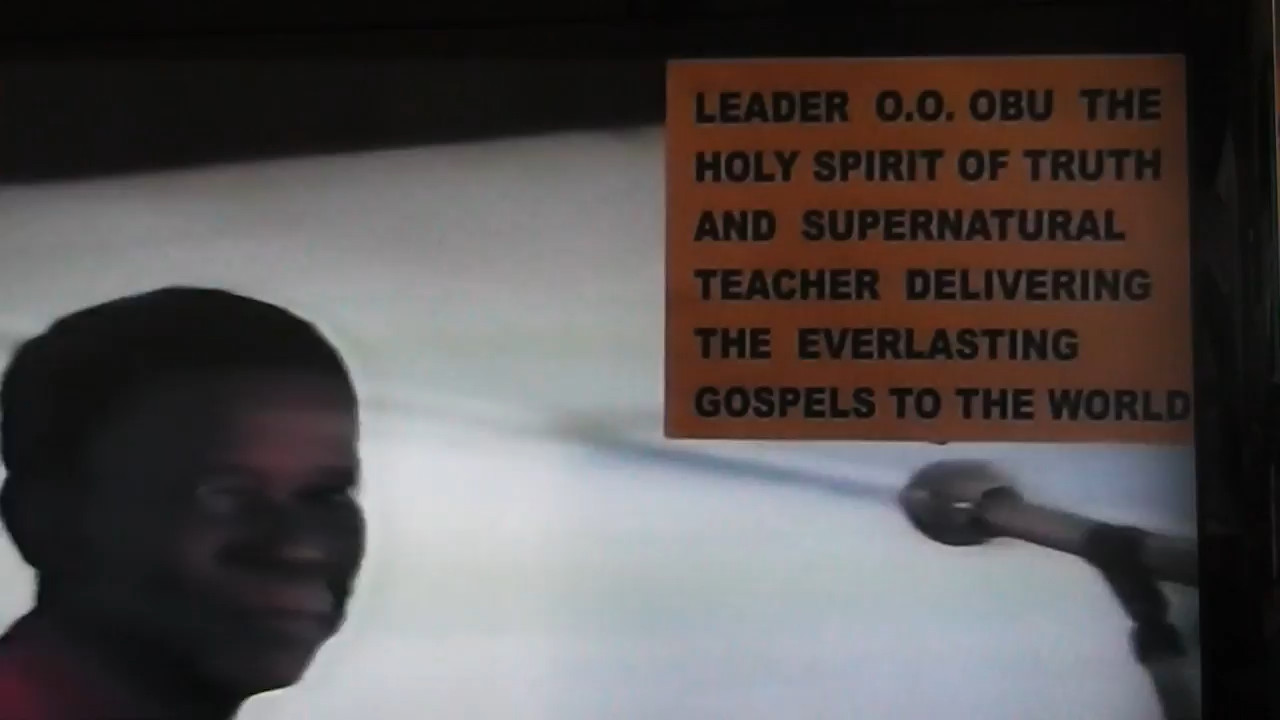 LEADER O.O. OBU THE
HOLY SPIRIT OF TRUTH
AND SUPERNATURAL
TEACHER DELIVERING
THE EVERLASTING
GOSPELS TO THE WORLD